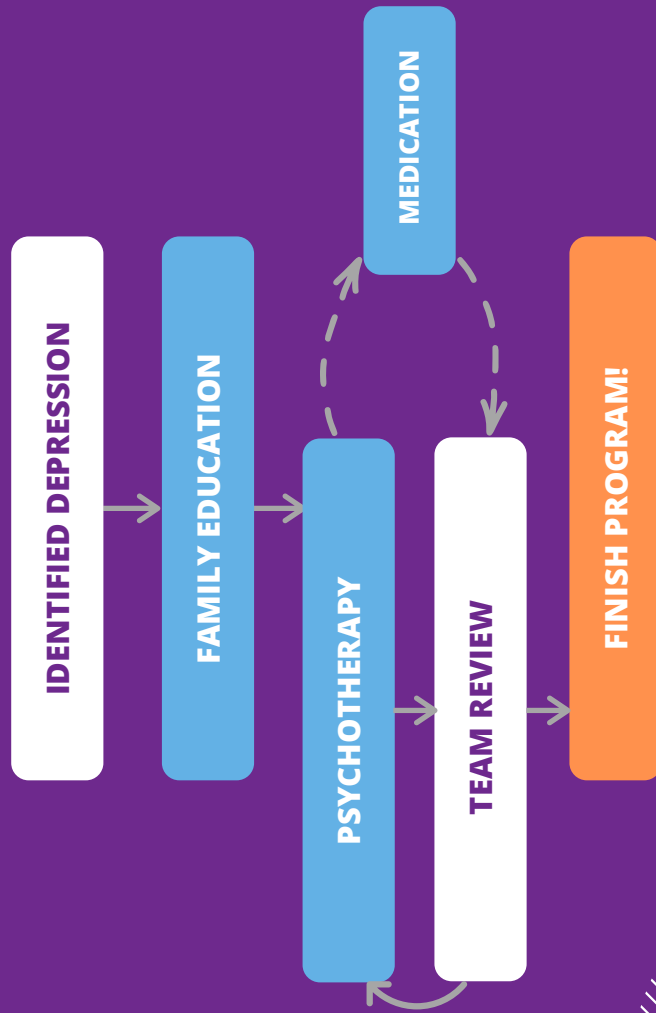 IDENTIFIED DEPRESSION
FAMILY EDUCATION
PSYCHOTHERAPY
MEDICATION
TEAM REVIEW
FINISH PROGRAM!